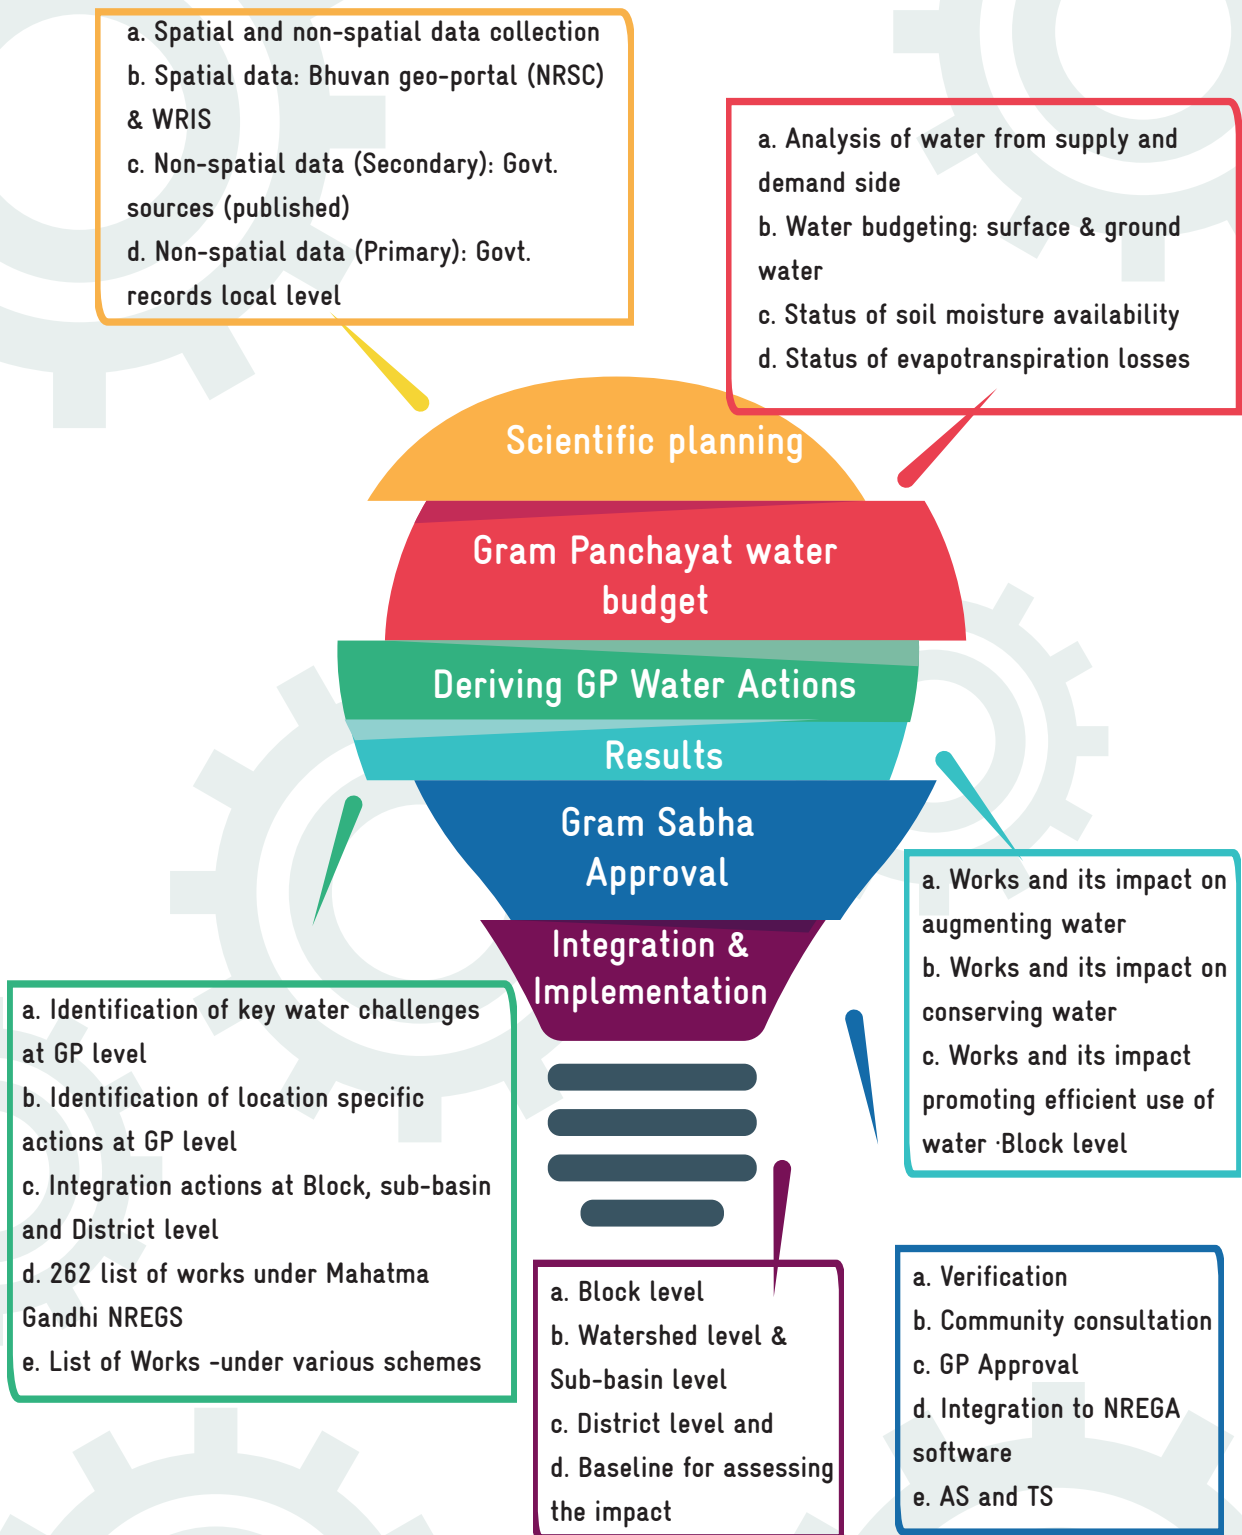 a. Spatial and non-spatial data collection
b. Spatial data: Bhuvan geo-portal (NRSC)
& WRIS
c. Non-spatial data (Secondary): Govt.
sources (published)
d. Non-spatial data (Primary): Govt.
records local level
a. Analysis of water from supply and
demand side
b. Water budgeting: surface & ground
water
c. Status of soil moisture availability
d. Status of evapotranspiration losses
Scientific planning
Gram Panchayat water
budget
Deriving GP Water Actions
Results
Gram Sabha
Approval
Integration &
Implementation
a. Works and its impact on
augmenting water
b. Works and its impact on
conserving water
c. Works and its impact
promoting efficient use of
water ·Block level
a. Identification of key water challenges
at GP level
b. Identification of location specific
actions at GP level
c. Integration actions at Block, sub-basin
and District level
d. 262 list of works under Mahatma
Gandhi NREGS
e. List of Works -under various schemes
a. Block level
b. Watershed level &
Sub-basin level
c. District level and
d. Baseline for assessing
the impact
a. Verification
b. Community consultation
c. GP Approval
d. Integration to NREGA
software
e. AS and TS